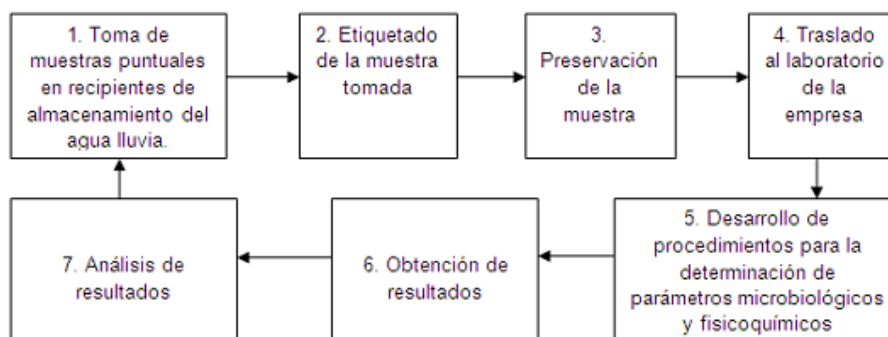 1. Toma de
muestras puntuales
en recipientes de
almacenamiento del
agua lluvia.
2. Etiquetado
de la muestra
tomada
3.
Preservación
de la
muestra
4. Traslado
al laboratorio
de la
empresa
5. Desarrollo de
procedimientos para la
determinación de
parámetros microbiológicos
y fisicoquímicos
6. Obtención de
resultados
7. Análisis de
resultados